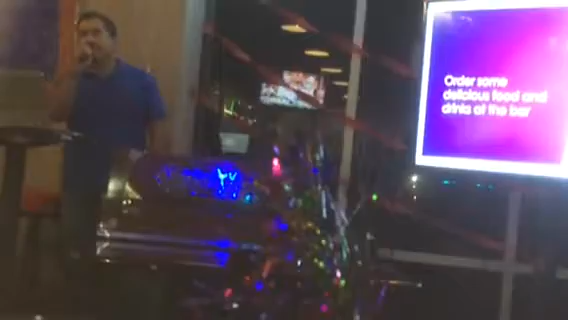 Order some
delicious food and
drinks at the bar